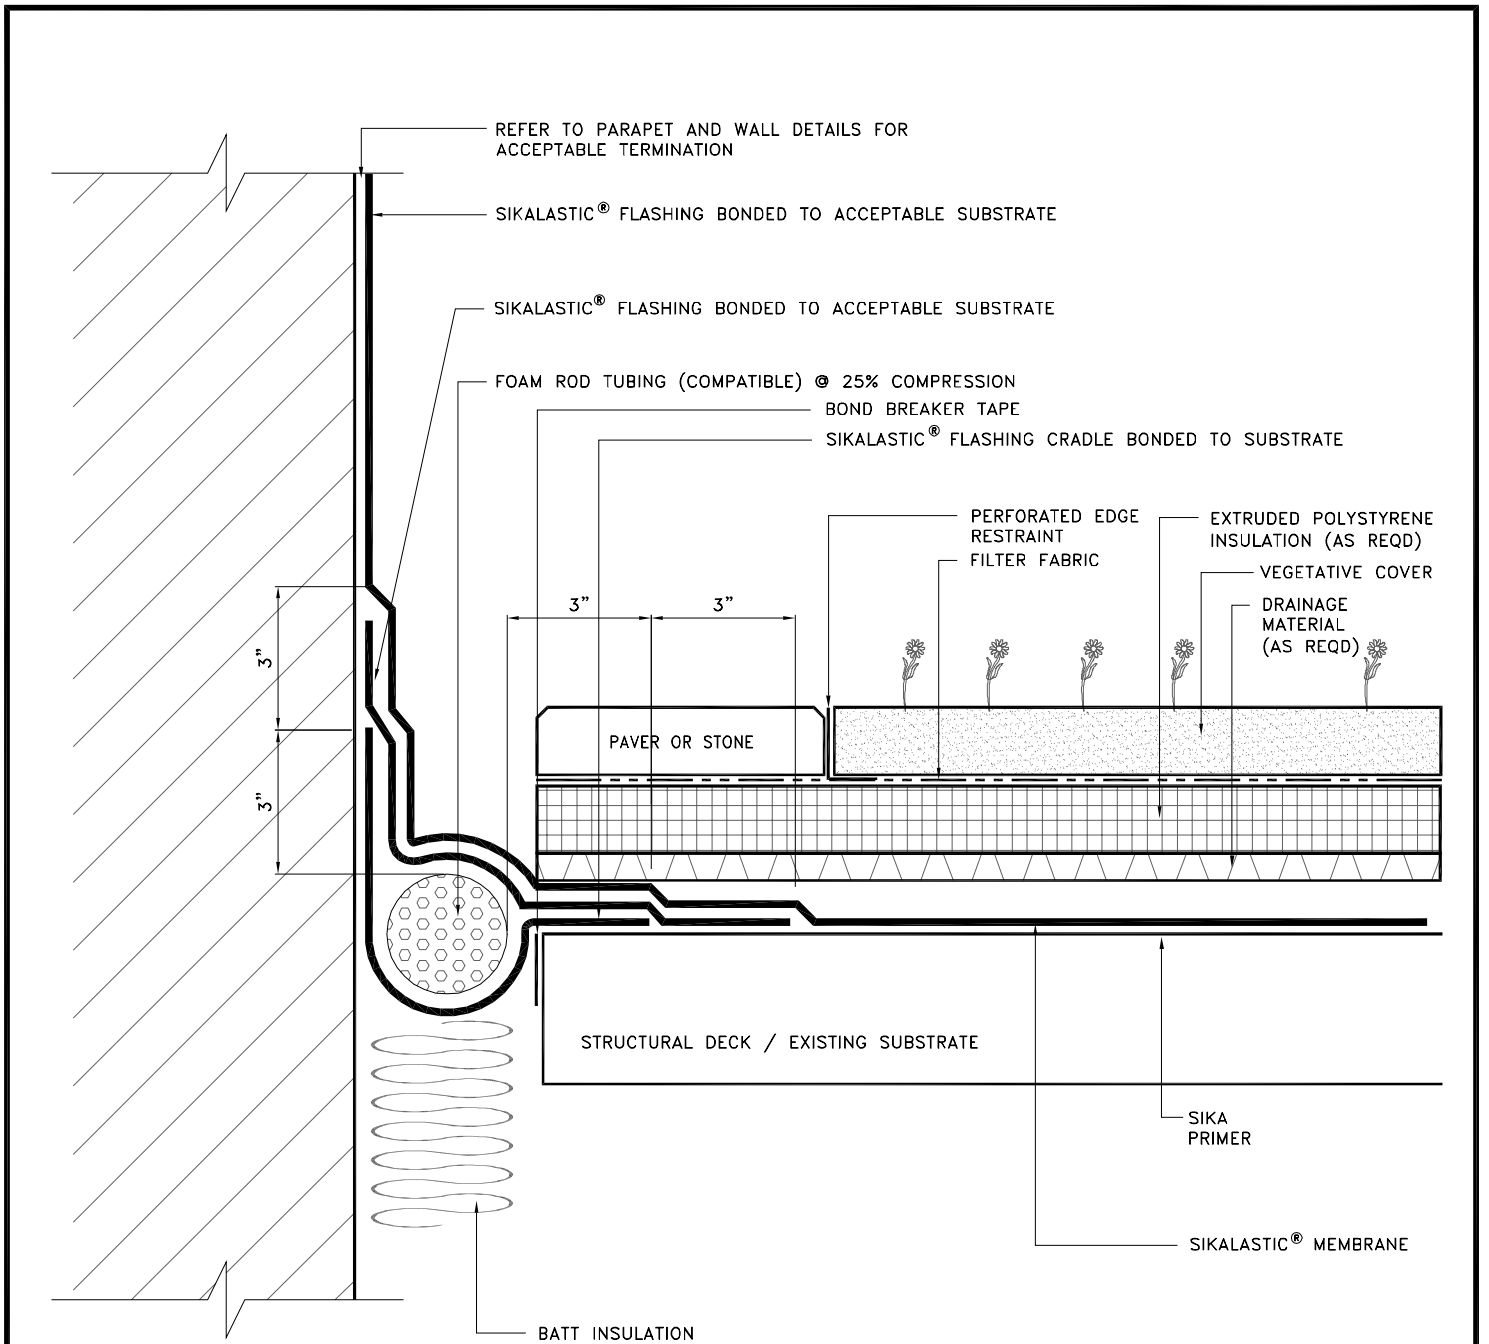 REFER TO PARAPET AND WALL DETAILS FOR
ACCEPTABLE TERMINATION
SIKALASTIC® FLASHING BONDED TO ACCEPTABLE SUBSTRATE
SIKALASTIC® FLASHING BONDED TO ACCEPTABLE SUBSTRATE
FOAM ROD TUBING (COMPATIBLE) @ 25% COMPRESSION
BOND BREAKER TAPE
SIKALASTIC® FLASHING CRADLE BONDED TO SUBSTRATE
PERFORATED EDGE
RESTRAINT
FILTER FABRIC
EXTRUDED POLYSTYRENE
INSULATION (AS REQD)
VEGETATIVE COVER
DRAINAGE
MATERIAL
(AS REQD)
3"
3"
3"
3"
PAVER OR STONE
STRUCTURAL DECK / EXISTING SUBSTRATE
SIKA
PRIMER
SIKALASTIC® MEMBRANE
BATT INSULATION